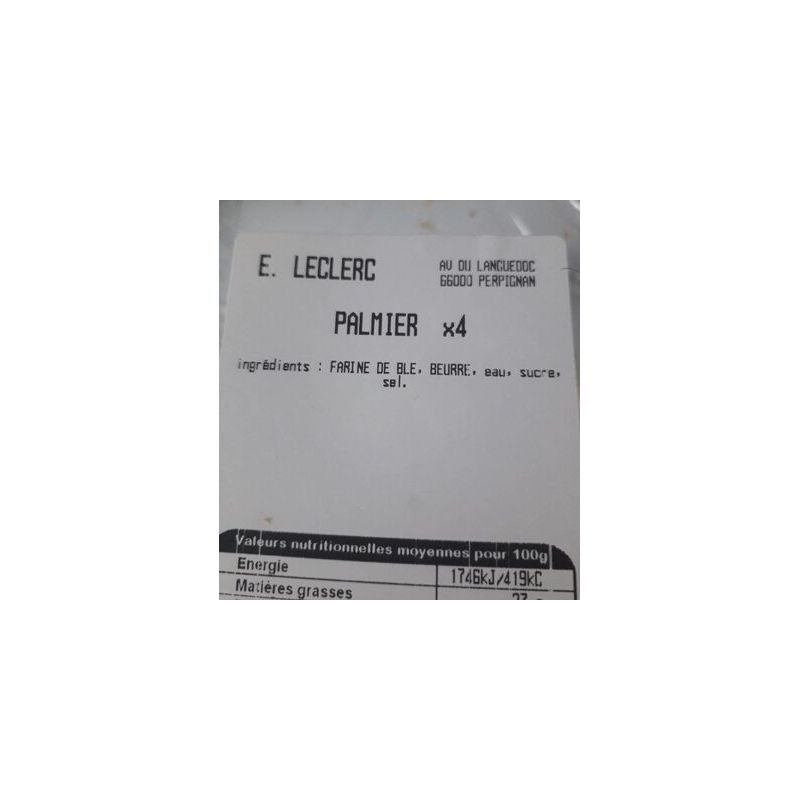 E. LECLERC
AV DU LANGUEDOC
66000 PERPIGNAN
PALMIER x4
ingrédients : FARINE DE BLE, BEURRE, eau, sucre,
sel.
Valeurs nutritionnelles moyennes pour 100g
Energie 1746kJ/419kC
Matières grasses